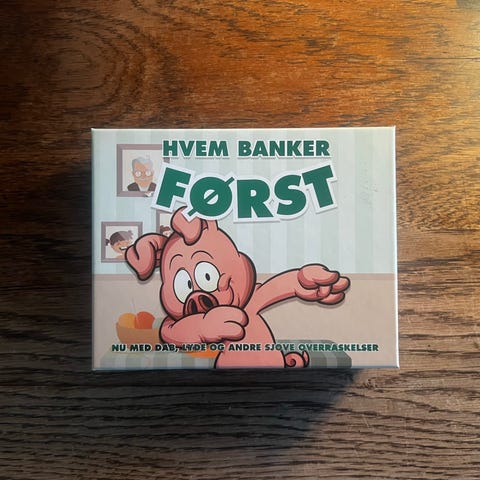 HVEM BANKER
FØRST
NU MED DAB, LYDE OG ANDRE SJOVE OVERRASKELSER